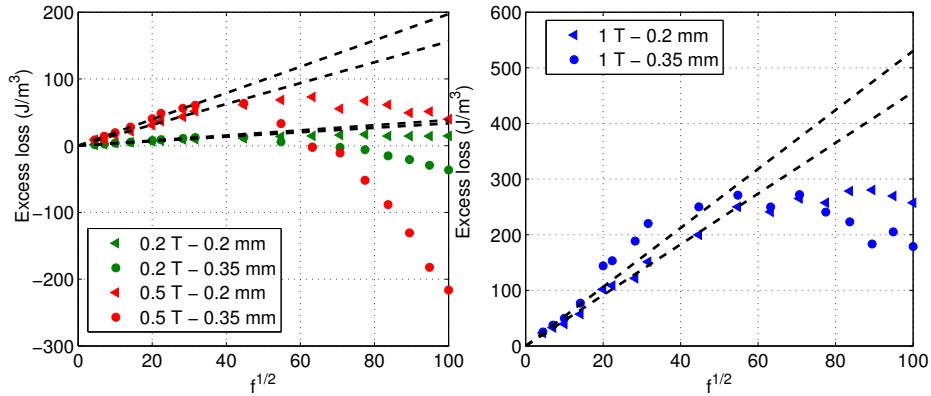 200
100
0
−100
−200
−300
0
20
40
60
80
100
Excess loss (J/m³)
f^{1/2}
0.2 T − 0.2 mm
0.2 T − 0.35 mm
0.5 T − 0.2 mm
0.5 T − 0.35 mm
600
500
400
300
200
100
0
0
20
40
60
80
100
Excess loss (J/m³)
f^{1/2}
1 T − 0.2 mm
1 T − 0.35 mm